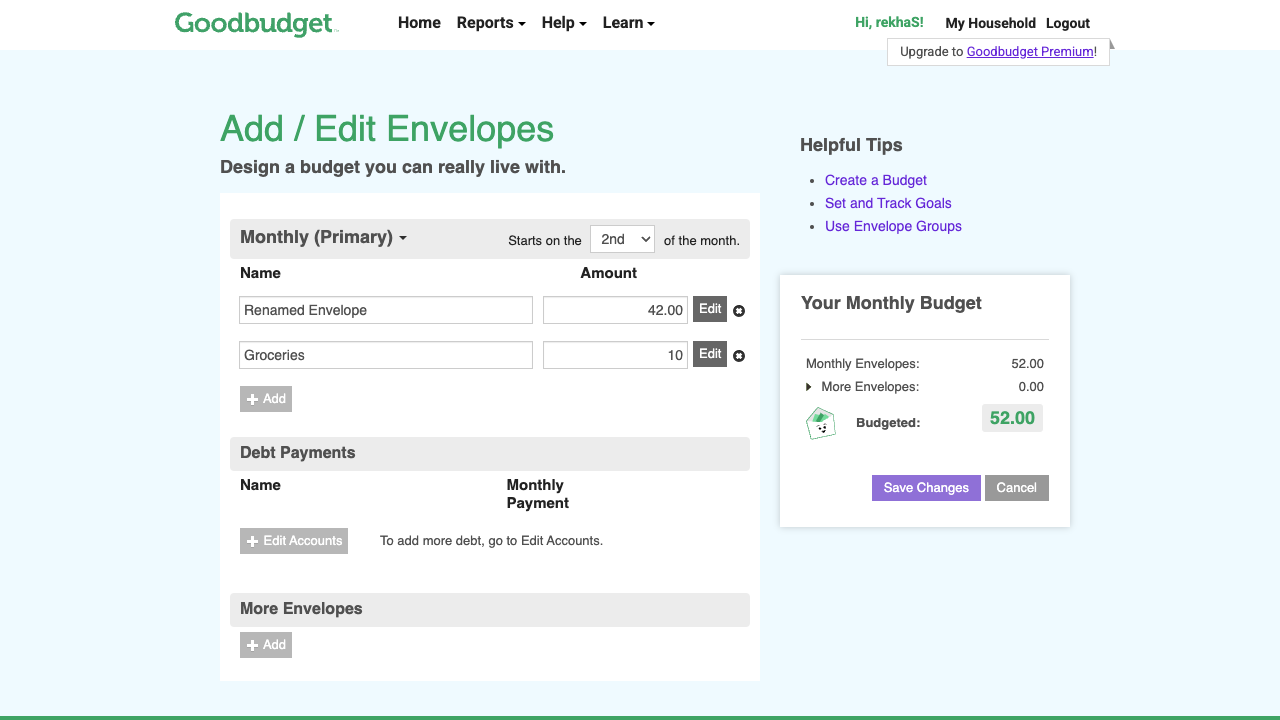 Goodbudget
Home Reports Help Learn
Hi, rekhaS! My Household Logout
Upgrade to Goodbudget Premium!
Add / Edit Envelopes
Design a budget you can really live with.
Monthly (Primary) Starts on the 2nd of the month.
Name Amount
Renamed Envelope 42.00 Edit
Groceries 10 Edit
Add
Debt Payments
Name Monthly
Payment
Edit Accounts To add more debt, go to Edit Accounts.
More Envelopes
Add
Helpful Tips
Create a Budget
Set and Track Goals
Use Envelope Groups
Your Monthly Budget
Monthly Envelopes: 52.00
More Envelopes: 0.00
Budgeted: 52.00
Save Changes Cancel